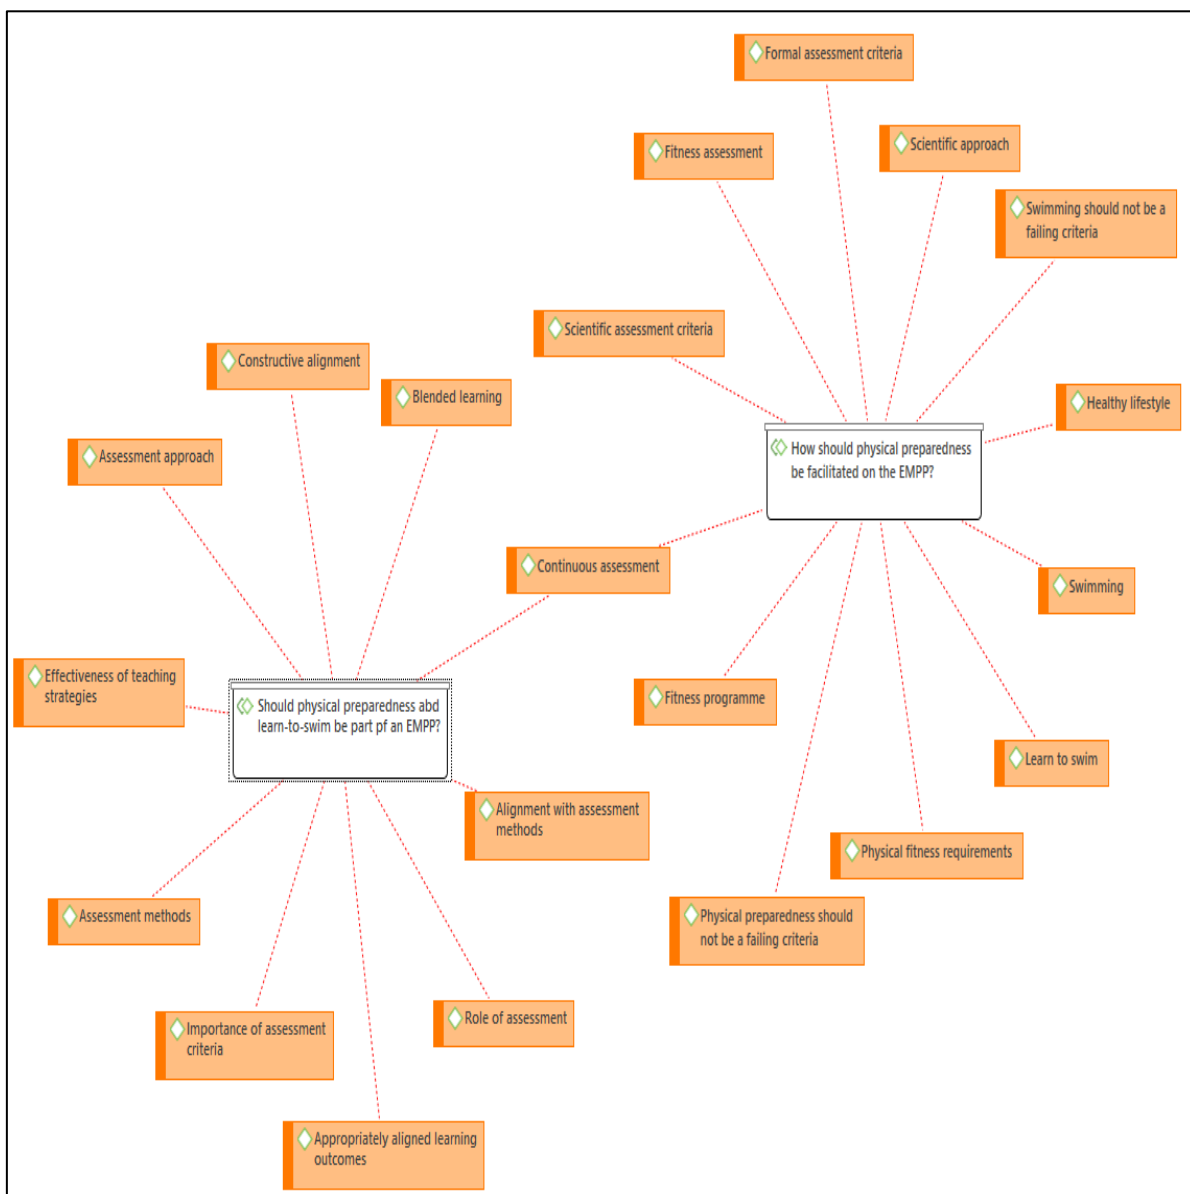 Formal assessment criteria
Fitness assessment
Scientific approach
Swimming should not be a
failing criteria
Scientific assessment criteria
Constructive alignment
Blended learning
Healthy lifestyle
Assessment approach
How should physical preparedness
be facilitated on the EMPP?
Continuous assessment
Swimming
Effectiveness of teaching
strategies
Should physical preparedness abd
learn-to-swim be part pf an EMPP?
Fitness programme
Learn to swim
Alignment with assessment
methods
Physical fitness requirements
Assessment methods
Physical preparedness should
not be a failing criteria
Role of assessment
Importance of assessment
criteria
Appropriately aligned learning
outcomes